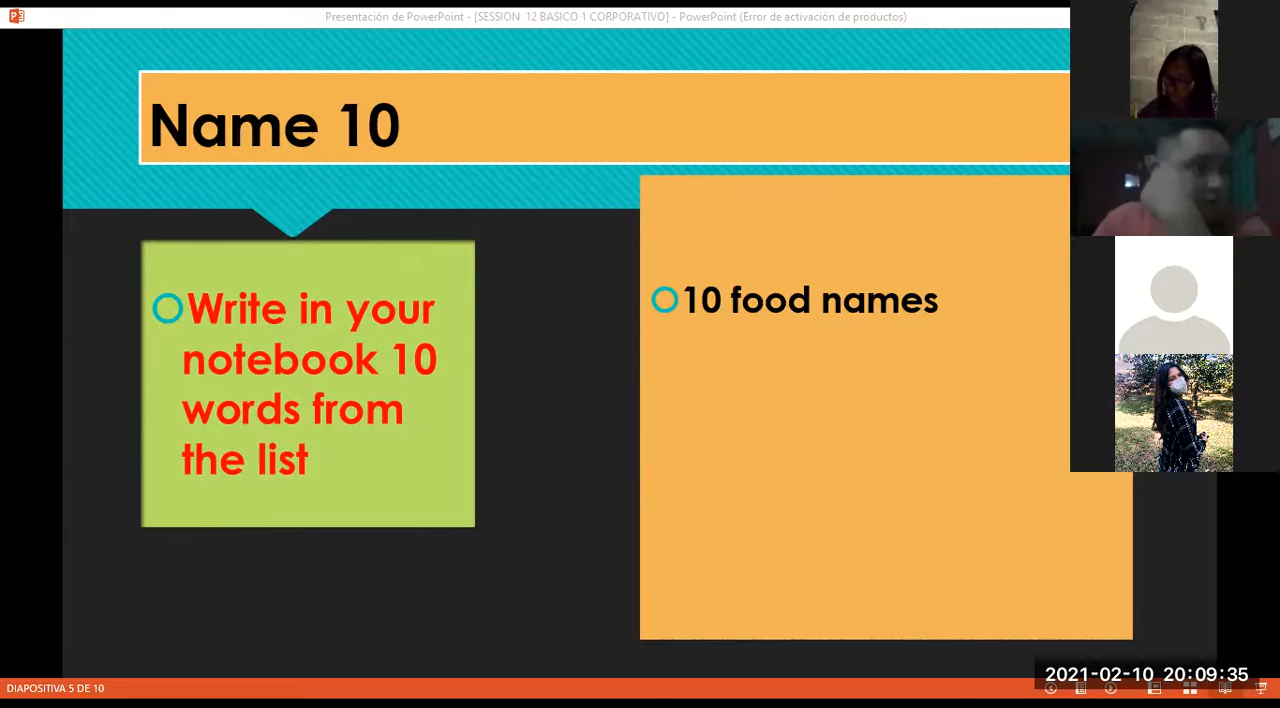 Presentación de PowerPoint - [SESSION  12 BASICO 1 CORPORATIVO] - PowerPoint (Error de activación de productos)
Name 10
Write in your
notebook 10
words from
the list
10 food names
2021-02-10  20:09:35
DIAPOSITIVA 5 DE 10